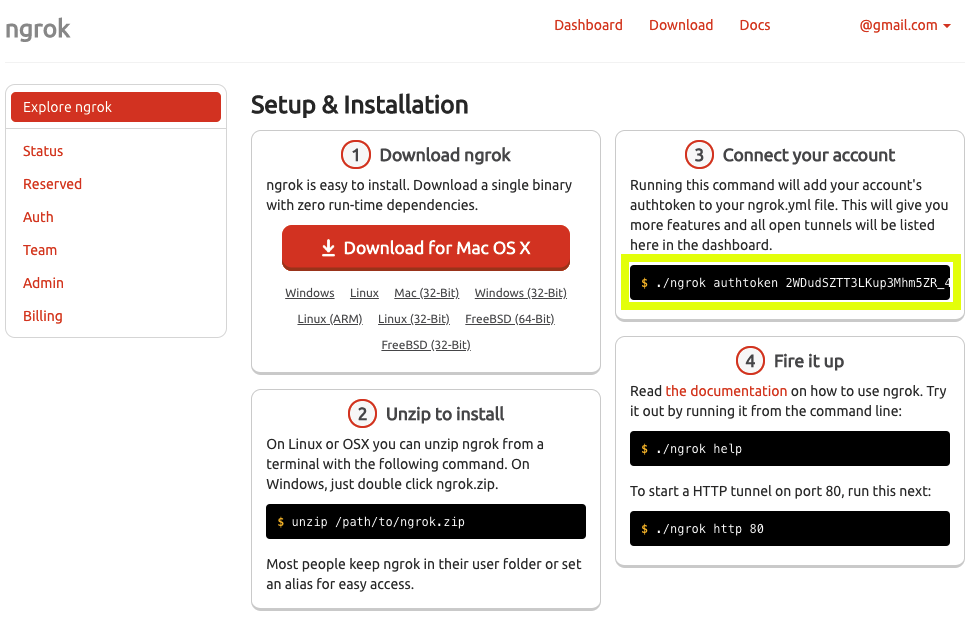 ngrok
Dashboard Download Docs @gmail.com
Explore ngrok
Status
Reserved
Auth
Team
Admin
Billing
Setup & Installation
1 Download ngrok
ngrok is easy to install. Download a single binary
with zero run-time dependencies.
Download for Mac OS X
Windows Linux Mac (32-Bit) Windows (32-Bit)
Linux (ARM) Linux (32-Bit) FreeBSD (64-Bit)
FreeBSD (32-Bit)
2 Unzip to install
On Linux or OSX you can unzip ngrok from a
terminal with the following command. On
Windows, just double click ngrok.zip.
$ unzip /path/to/ngrok.zip
Most people keep ngrok in their user folder or set
an alias for easy access.
3 Connect your account
Running this command will add your account's
authtoken to your ngrok.yml file. This will give you
more features and all open tunnels will be listed
here in the dashboard.
$ ./ngrok authtoken 2WDudSZTT3LKup3Mhm5ZR_4
4 Fire it up
Read the documentation on how to use ngrok. Try
it out by running it from the command line:
$ ./ngrok help
To start a HTTP tunnel on port 80, run this next:
$ ./ngrok http 80